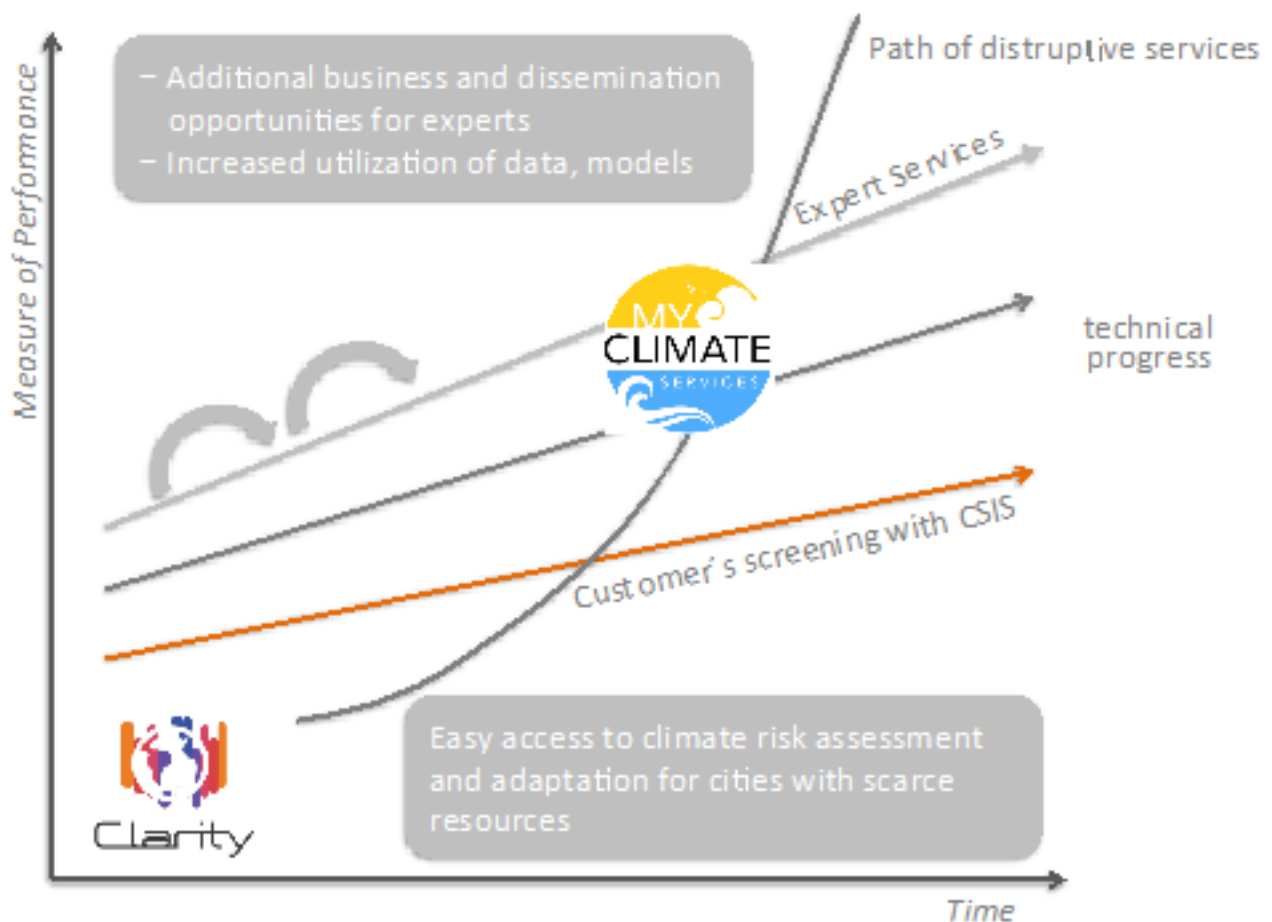 Measure of Performance
– Additional business and dissemination
opportunities for experts
– Increased utilization of data, models
Path of distruptive services
Expert Services
MY
CLIMATE
SERVICES
technical
progress
Customer´s screening with CSIS
Easy access to climate risk assessment
and adaptation for cities with scarce
resources
Clarity
Time